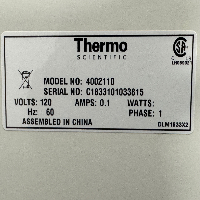 Thermo
SCIENTIFIC
MODEL NO: 4002110
SERIAL NO: C1833101033615
VOLTS: 120 AMPS: 0.1 WATTS:
Hz: 60 PHASE: 1
ASSEMBLED IN CHINA